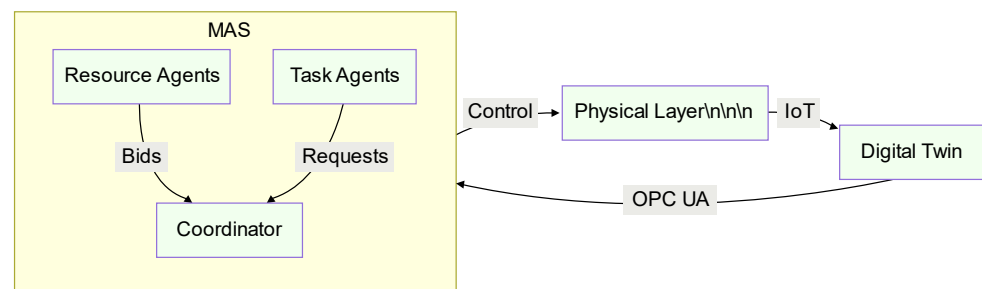 MAS
Resource Agents
Task Agents
Control
Physical Layer\n\n\n
IoT
Bids
Requests
Digital Twin
OPC UA
Coordinator